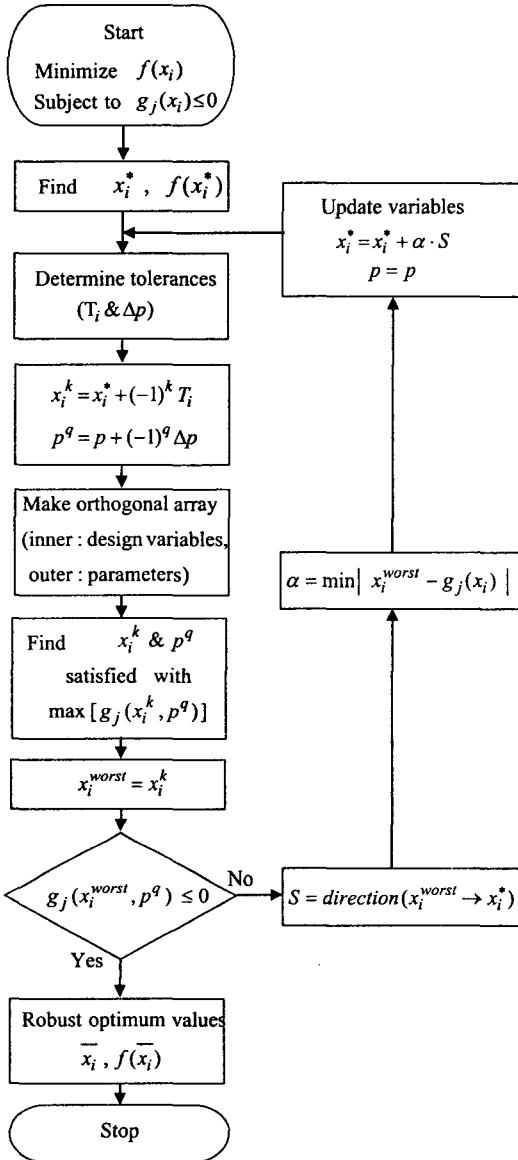 Start
Minimize f(x_i)
Subject to g_j(x_i)≤0
Find x_i^* , f(x_i^*)
Update variables
x_i^* = x_i^* + α · S
p = p
Determine tolerances
(T_i & Δp)
x_i^k = x_i^* + (−1)^k T_i
p^q = p + (−1)^q Δp
Make orthogonal array
(inner : design variables,
outer : parameters)
α = min| x_i^worst − g_j(x_i) |
Find x_i^k & p^q
satisfied with
max [g_j(x_i^k, p^q)]
x_i^worst = x_i^k
g_j(x_i^worst, p^q) ≤ 0
No
S = direction(x_i^worst → x_i^*)
Yes
Robust optimum values
x̅_i , f(x̅_i)
Stop